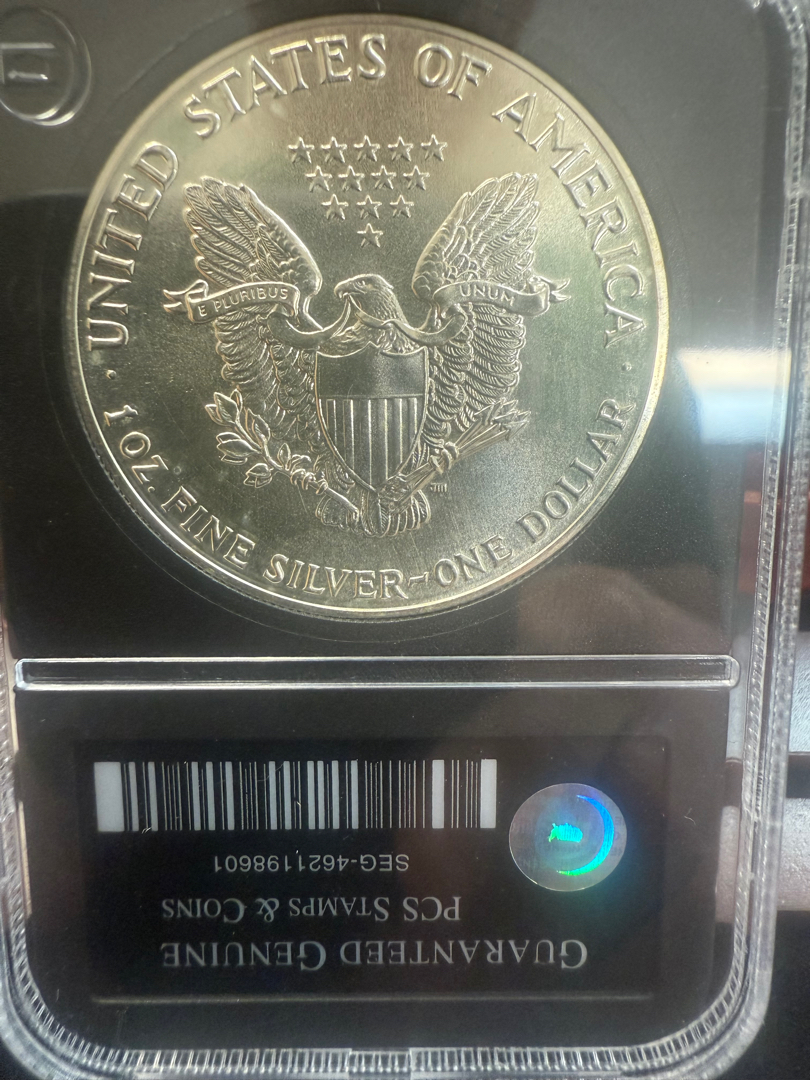 UNITED STATES OF AMERICA
E PLURIBUS UNUM
JM
1 OZ. FINE SILVER~ONE DOLLAR
GUARANTEED GENUINE
PCS STAMPS & COINS
SEG-4621198601